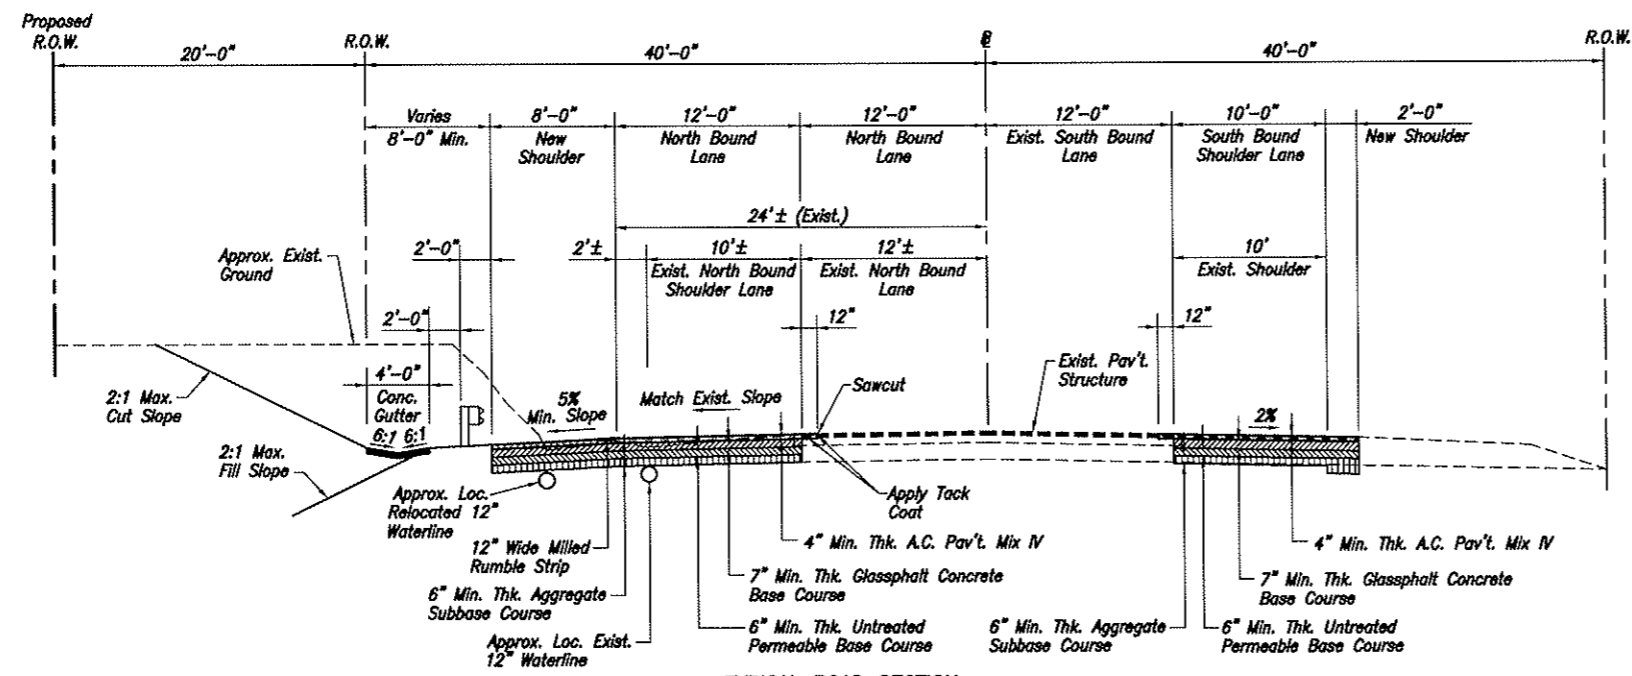 Proposed
R.O.W.
R.O.W.
R.O.W.
20'-0"
40'-0"
40'-0"
Varies
8'-0" Min.
8'-0"
New
Shoulder
12'-0"
North Bound
Lane
12'-0"
North Bound
Lane
12'-0"
Exist. South Bound
Lane
10'-0"
South Bound
Shoulder Lane
2'-0"
New Shoulder
24'± (Exist.)
2'-0"
2'±
10'±
Exist. North Bound
Shoulder Lane
12'±
Exist. North Bound
Lane
10'
Exist. Shoulder
Approx. Exist.
Ground
2'-0"
12"
12"
4'-0"
Conc.
Gutter
6:1 6:1
2:1 Max.
Cut Slope
2:1 Max.
Fill Slope
5%
Min. Slope
Match Exist. Slope
Sawcut
Exist. Pav't.
Structure
2%
Approx. Loc.
Relocated 12"
Waterline
Apply Tack
Coat
12" Wide Milled
Rumble Strip
4" Min. Thk. A.C. Pav't. Mix IV
4" Min. Thk. A.C. Pav't. Mix IV
6" Min. Thk. Aggregate
Subbase Course
7" Min. Thk. Glassphalt Concrete
Base Course
7" Min. Thk. Glassphalt Concrete
Base Course
Approx. Loc. Exist.
12" Waterline
6" Min. Thk. Untreated
Permeable Base Course
6" Min. Thk. Aggregate
Subbase Course
6" Min. Thk. Untreated
Permeable Base Course